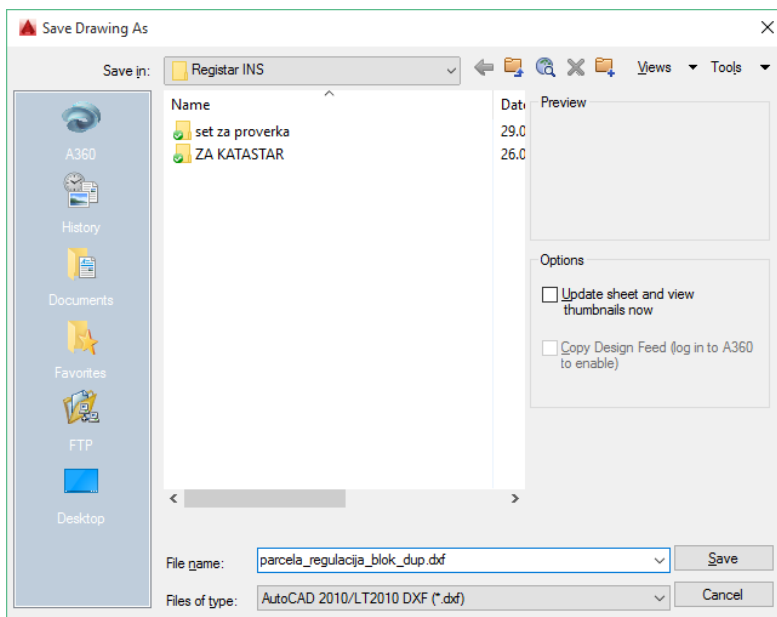 Save Drawing As
Save in: Registar INS Views Tools
Name Date Preview
set za proverka 29.0
ZA KATASTAR 26.0
A360
History
Documents
Favorites
FTP
Desktop
Options
Update sheet and view
thumbnails now
Copy Design Feed (log in to A360
to enable)
File name: parcela_regulacija_blok_dup.dxf Save
Files of type: AutoCAD 2010/LT2010 DXF (*.dxf) Cancel